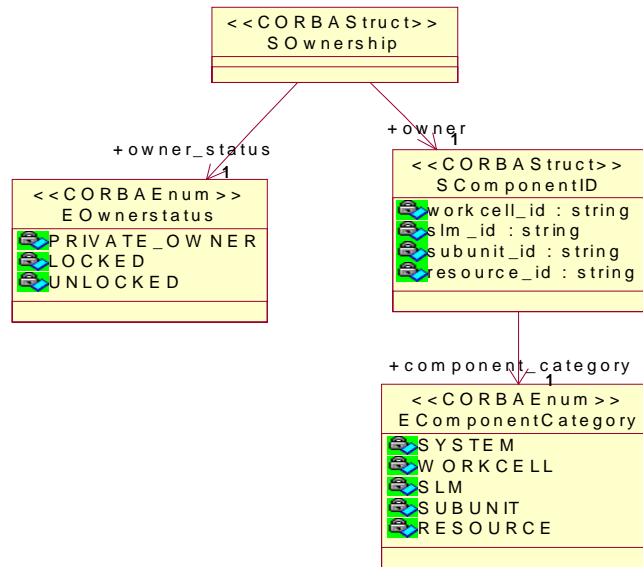 <<CORBAStruct>>
SOwnership
+owner_status
1
+owner
1
<<CORBAEnum>>
EOwnerstatus
PRIVATE_OWNER
LOCKED
UNLOCKED
<<CORBAStruct>>
SComponentID
workcell_id : string
slm_id : string
subunit_id : string
resource_id : string
+component_category
1
<<CORBAEnum>>
EComponentCategory
SYSTEM
WORKCELL
SLM
SUBUNIT
RESOURCE